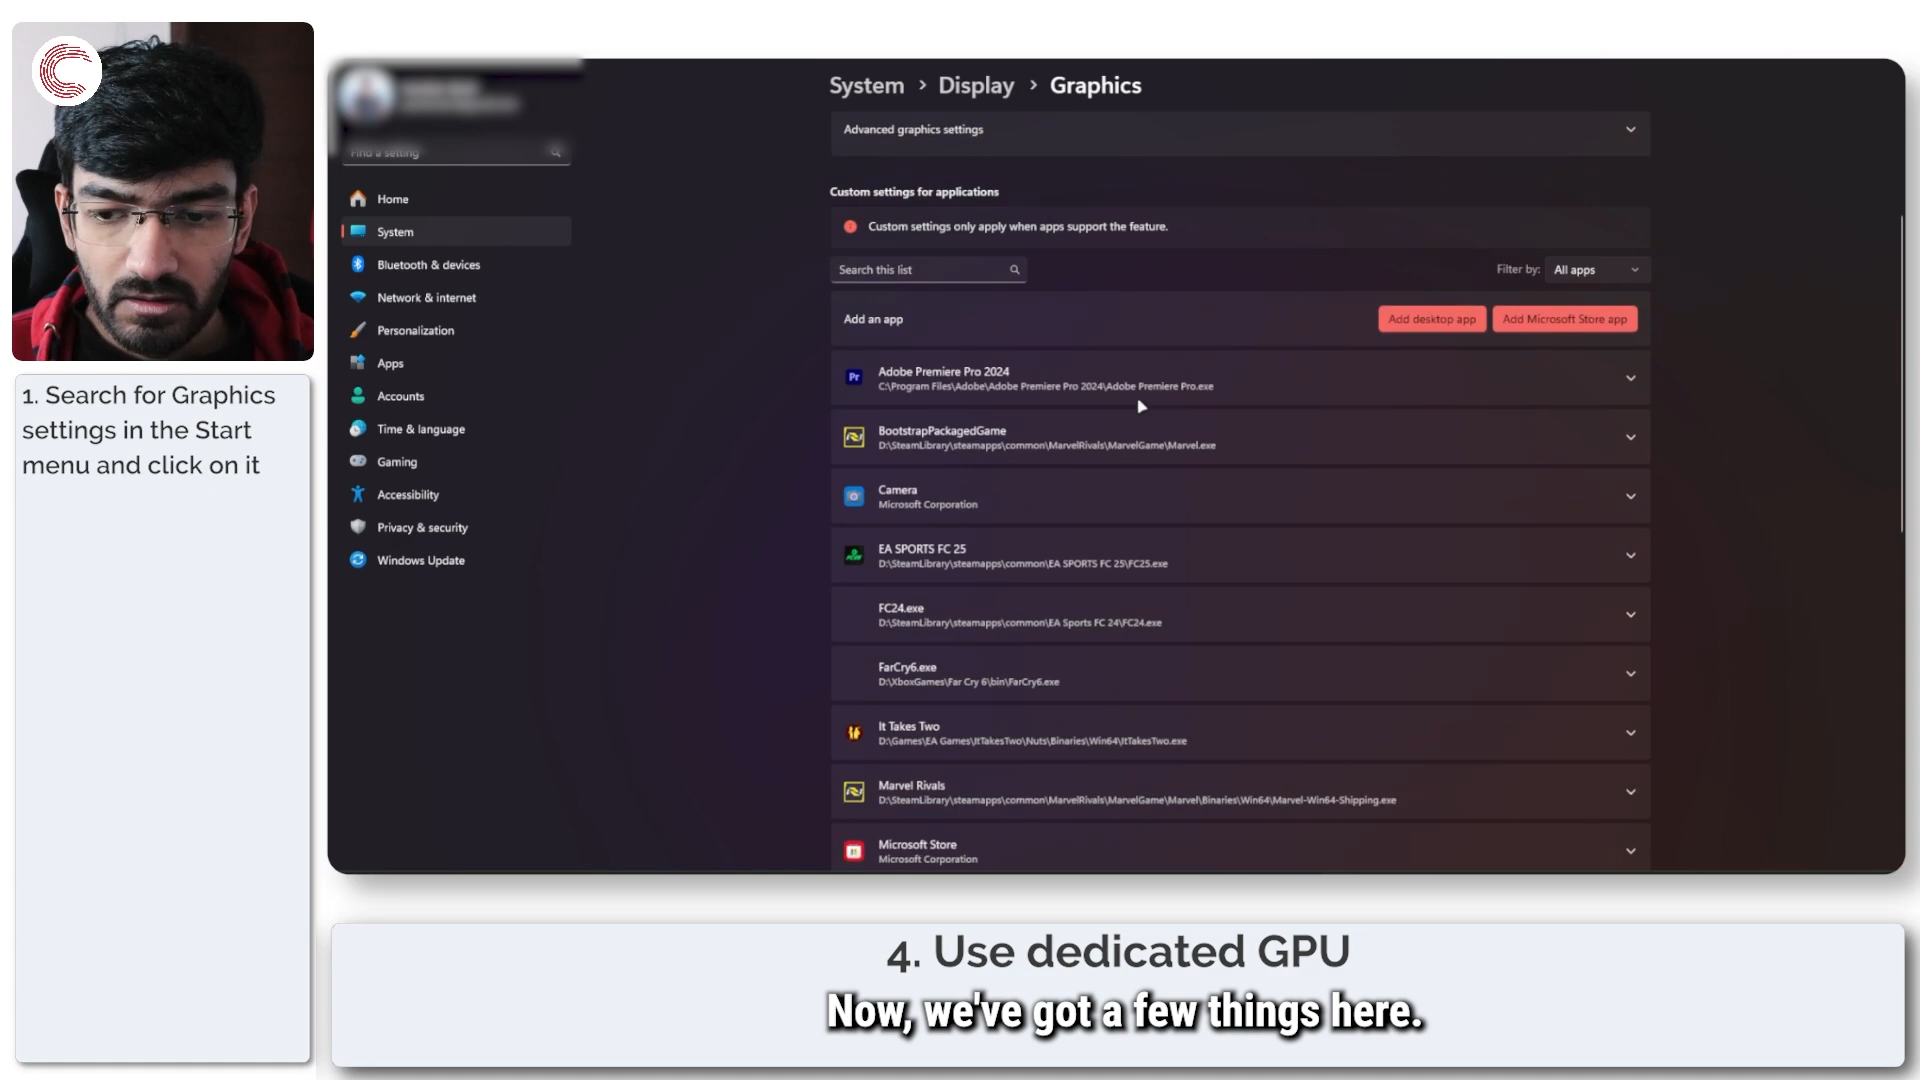 1. Search for Graphics
settings in the Start
menu and click on it
Find a setting
Home
System
Bluetooth & devices
Network & internet
Personalization
Apps
Accounts
Time & language
Gaming
Accessibility
Privacy & security
Windows Update
System > Display > Graphics
Advanced graphics settings
Custom settings for applications
Custom settings only apply when apps support the feature.
Search this list
Filter by: All apps
Add an app
Add desktop app
Add Microsoft Store app
Pr
Adobe Premiere Pro 2024
C:\Program Files\Adobe\Adobe Premiere Pro 2024\Adobe Premiere Pro.exe
BootstrapPackagedGame
D:\SteamLibrary\steamapps\common\MarvelRivals\MarvelGame\Marvel.exe
Camera
Microsoft Corporation
EA SPORTS FC 25
D:\SteamLibrary\steamapps\common\EA SPORTS FC 25\FC25.exe
FC24.exe
D:\SteamLibrary\steamapps\common\EA Sports FC 24\FC24.exe
FarCry6.exe
D:\XboxGames\Far Cry 6\bin\FarCry6.exe
It Takes Two
D:\Games\EA Games\ItTakesTwo\Nuts\Binaries\Win64\ItTakesTwo.exe
Marvel Rivals
D:\SteamLibrary\steamapps\common\MarvelRivals\MarvelGame\Marvel\Binaries\Win64\Marvel-Win64-Shipping.exe
Microsoft Store
Microsoft Corporation
4. Use dedicated GPU
Now, we've got a few things here.